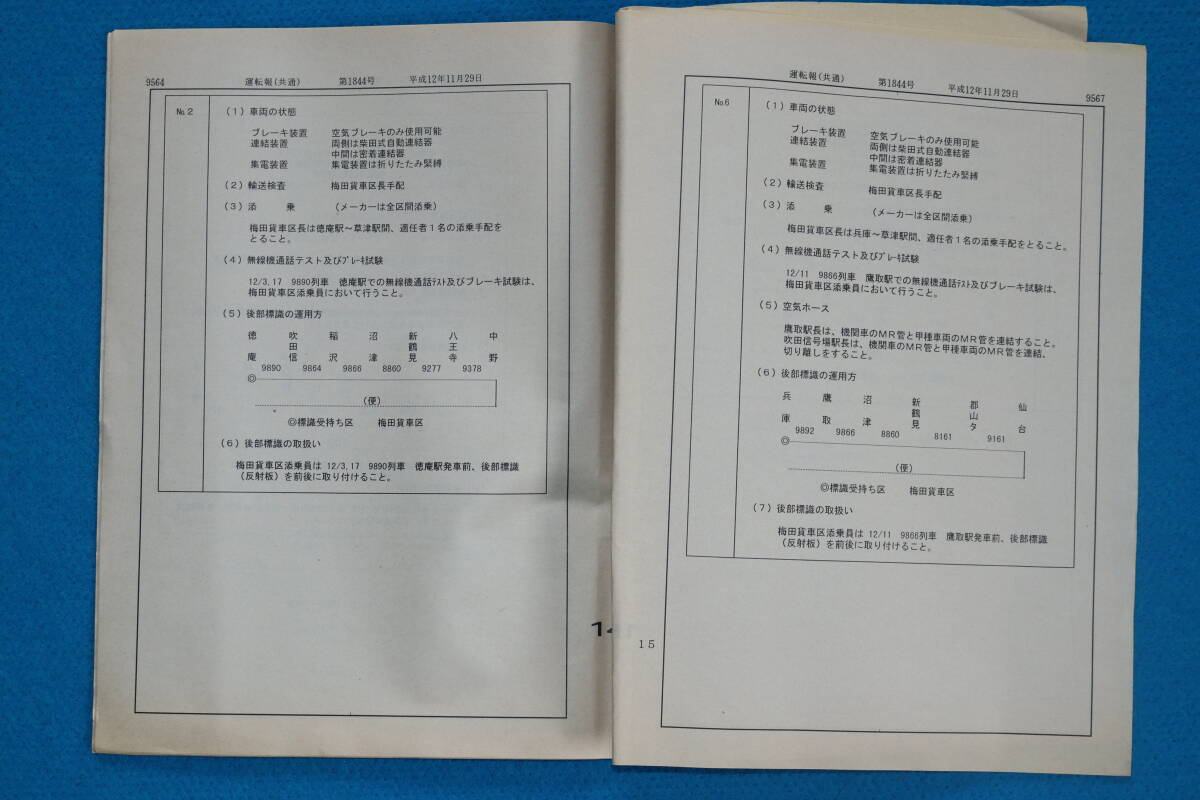 9564 運転報(共通) 第1844号 平成12年11月29日
№2
(1)車両の状態
ブレーキ装置 空気ブレーキのみ使用可能
連結装置 両側は柴田式自動連結器
中間は密着連結器
集電装置 集電装置は折りたたみ緊縛
(2)輸送検査 梅田貨車区長手配
(3)添 乗 (メーカーは全区間添乗)
梅田貨車区長は徳庵駅~草津駅間、適任者1名の添乗手配を
とること。
(4)無線機通話テスト及びブレーキ試験
12/3,17 9890列車 徳庵駅での無線機通話テスト及びブレーキ試験は、
梅田貨車区添乗員において行うこと。
(5)後部標識の運用方
徳庵 吹田信 稲沢 沼津 新鶴見 八王寺 中野
9890 9864 9866 8860 9277 9378
◎
(便)
◎標識受持ち区 梅田貨車区
(6)後部標識の取扱い
梅田貨車区添乗員は 12/3,17 9890列車 徳庵駅発車前、後部標識
(反射板)を前後に取り付けること。
14
運転報(共通) 第1844号 平成12年11月29日 9567
№6
(1)車両の状態
ブレーキ装置 空気ブレーキのみ使用可能
連結装置 両側は柴田式自動連結器
中間は密着連結器
集電装置 集電装置は折りたたみ緊縛
(2)輸送検査 梅田貨車区長手配
(3)添 乗 (メーカーは全区間添乗)
梅田貨車区長は兵庫~草津駅間、適任者1名の添乗手配をとること。
(4)無線機通話テスト及びブレーキ試験
12/11 9866列車 鷹取駅での無線機通話テスト及びブレーキ試験は、
梅田貨車区添乗員において行うこと。
(5)空気ホース
鷹取駅長は、機関車のMR管と甲種車両のMR管を連結すること。
吹田信号場駅長は、機関車のMR管と甲種車両のMR管を連結、
切り離しをすること。
(6)後部標識の運用方
兵庫 鷹取 沼津 新鶴見 郡山タ 仙台
9892 9866 8860 8161 9161
◎
(便)
◎標識受持ち区 梅田貨車区
(7)後部標識の取扱い
梅田貨車区添乗員は 12/11 9866列車 鷹取駅発車前、後部標識
(反射板)を前後に取り付けること。
15